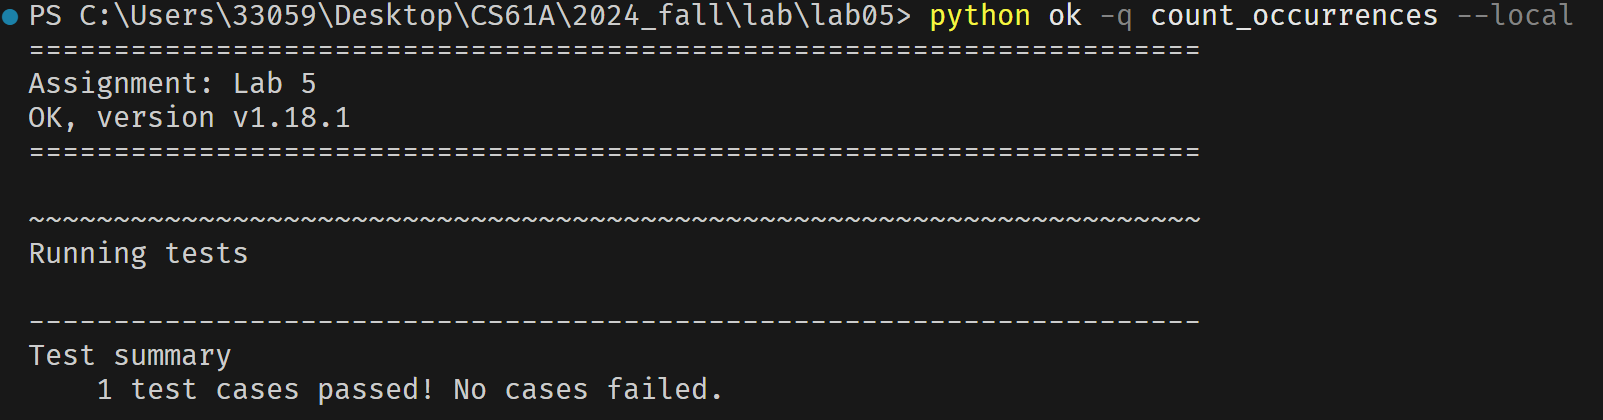 PS C:\Users\33059\Desktop\CS61A\2024_fall\lab\lab05> python ok -q count_occurrences --local
=====================================================================
Assignment: Lab 5
OK, version v1.18.1
=====================================================================
~~~~~~~~~~~~~~~~~~~~~~~~~~~~~~~~~~~~~~~~~~~~~~~~~~~~~~~~~~~~~~~~~~~~~
Running tests
---------------------------------------------------------------------
Test summary
    1 test cases passed! No cases failed.